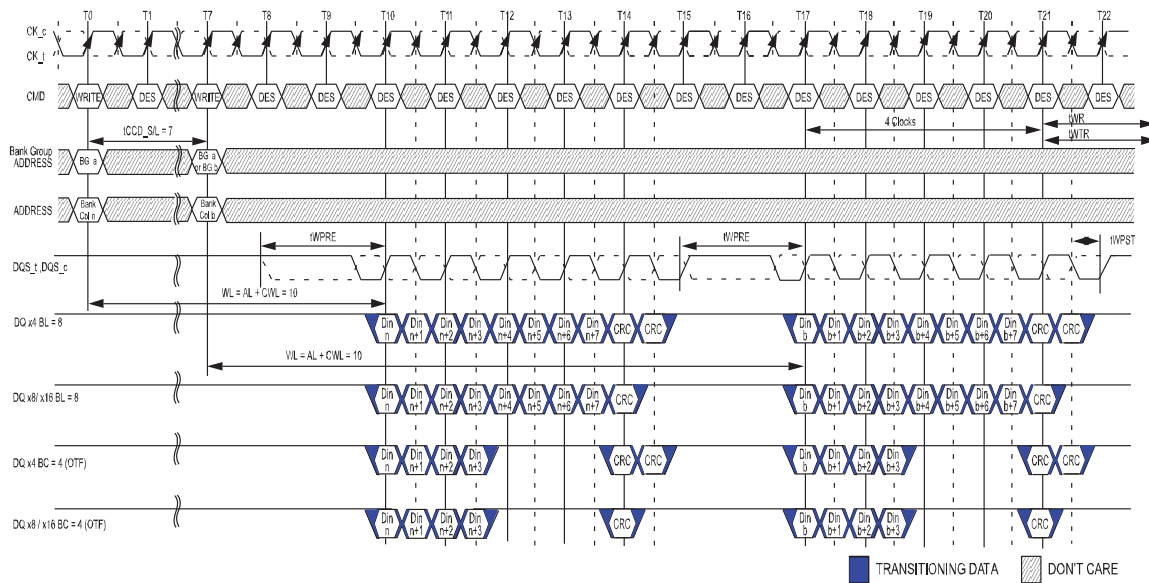 T0 T1 T7 T8 T9 T10 T11 T12 T13 T14 T15 T16 T17 T18 T19 T20 T21 T22
CK_c
CK_t
CMD WRITE DES WRITE DES DES DES DES DES DES DES DES DES DES DES DES DES DES DES
tCCD_S/L = 7
4 Clocks
tWR
tWTR
Bank Group
ADDRESS
BG a
BG a
or BG b
ADDRESS
Bank
Col n
Bank
Col b
tWPRE
tWPRE
tWPST
DQS_t ,DQS_c
WL = AL + CWL = 10
DQ x4 BL = 8
Din n Din n+1 Din n+2 Din n+3 Din n+4 Din n+5 Din n+6 Din n+7 CRC CRC Din b Din b+1 Din b+2 Din b+3 Din b+4 Din b+5 Din b+6 Din b+7 CRC CRC
WL = AL + CWL = 10
DQ x8/ x16 BL = 8
Din n Din n+1 Din n+2 Din n+3 Din n+4 Din n+5 Din n+6 Din n+7 CRC Din b Din b+1 Din b+2 Din b+3 Din b+4 Din b+5 Din b+6 Din b+7 CRC
DQ x4 BC = 4 (OTF)
Din n Din n+1 Din n+2 Din n+3 CRC CRC Din b Din b+1 Din b+2 Din b+3 CRC CRC
DQ x8 / x16 BC = 4 (OTF)
Din n Din n+1 Din n+2 Din n+3 CRC Din b Din b+1 Din b+2 Din b+3 CRC
TRANSITIONING DATA
DON'T CARE